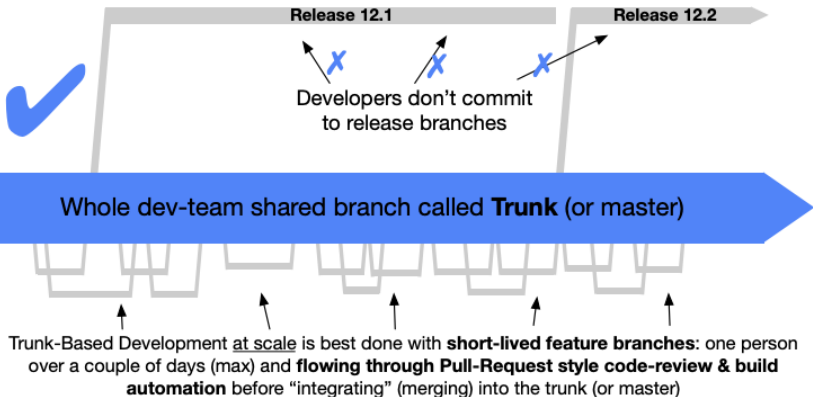 Release 12.1
Release 12.2
Developers don’t commit
to release branches
Whole dev-team shared branch called Trunk (or master)
Trunk-Based Development at scale is best done with short-lived feature branches: one person
over a couple of days (max) and flowing through Pull-Request style code-review & build
automation before “integrating” (merging) into the trunk (or master)